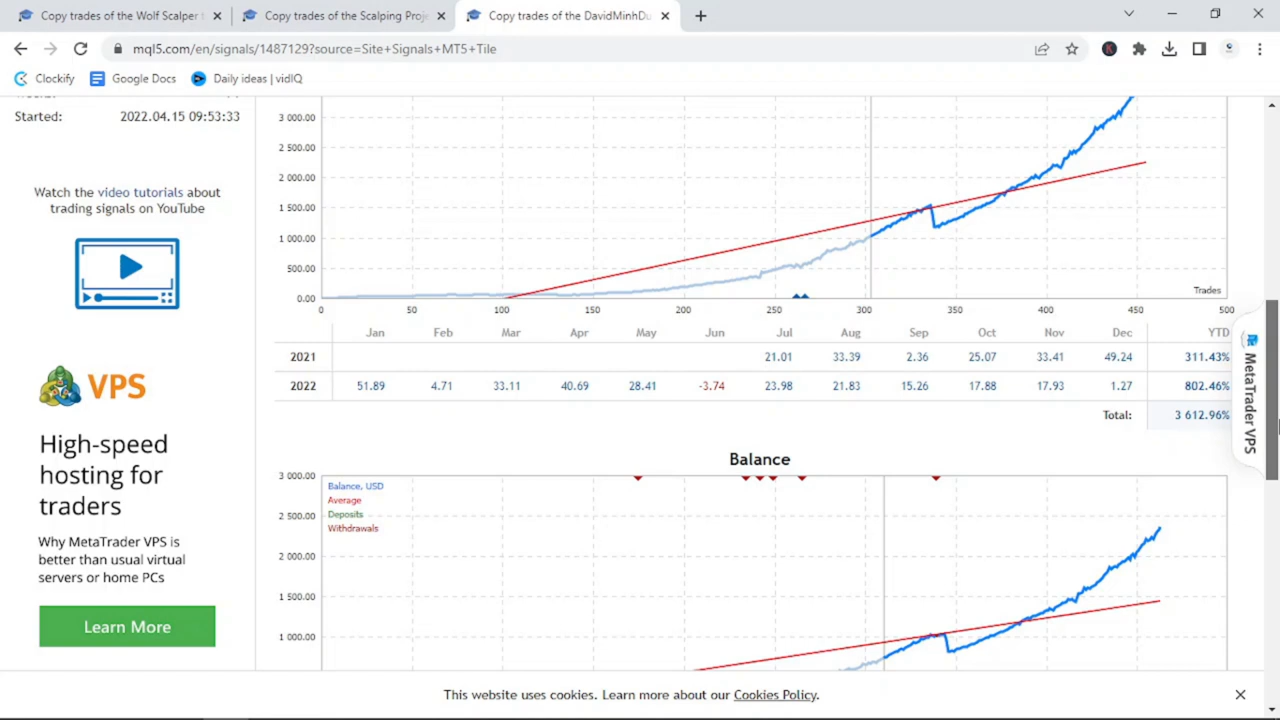 Copy trades of the Wolf Scalper
Copy trades of the Scalping Proje
Copy trades of the DavidMinhDu
mql5.com/en/signals/1487129?source=Site+Signals+MT5+Tile
Clockify
Google Docs
Daily ideas | vidIQ
Started: 2022.04.15 09:53:33
Watch the video tutorials about
trading signals on YouTube
VPS
High-speed
hosting for
traders
Why MetaTrader VPS is
better than usual virtual
servers or home PCs
Learn More
3 000.00
2 500.00
2 000.00
1 500.00
1 000.00
500.00
0.00
Trades
0 50 100 150 200 250 300 350 400 450 500
Jan Feb Mar Apr May Jun Jul Aug Sep Oct Nov Dec YTD
2021 21.01 33.39 2.36 25.07 33.41 49.24 311.43%
2022 51.89 4.71 33.11 40.69 28.41 -3.74 23.98 21.83 15.26 17.88 17.93 1.27 802.46%
Total: 3 612.96%
Balance
3 000.00
2 500.00
2 000.00
1 500.00
1 000.00
Balance, USD
Average
Deposits
Withdrawals
MetaTrader VPS
This website uses cookies. Learn more about our Cookies Policy.